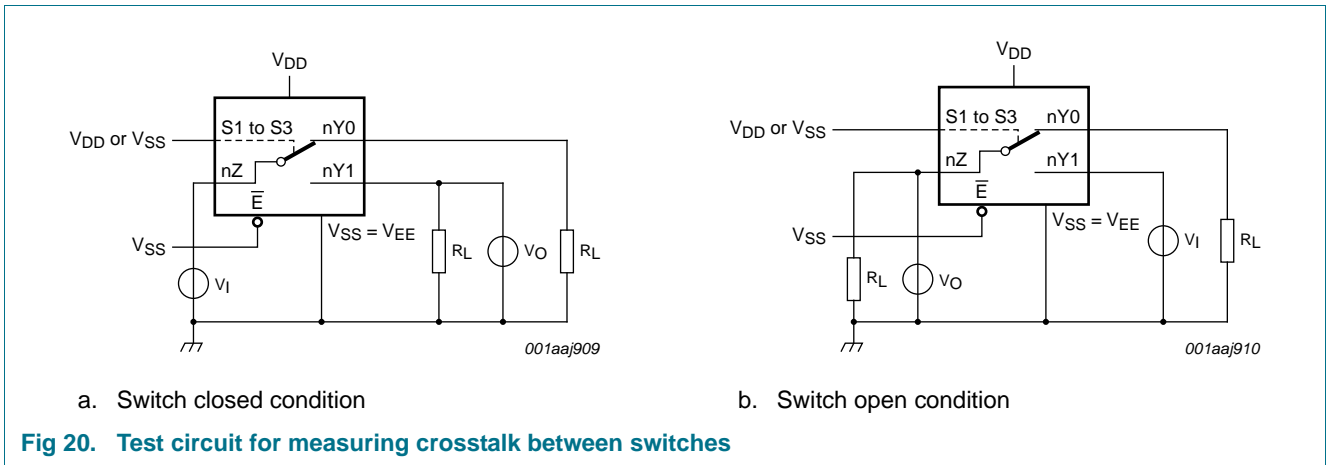 VDD
VDD or VSS
S1 to S3
nY0
nZ
nY1
E
VSS
VSS = VEE
VI
RL
VO
RL
001aaj909
a. Switch closed condition
VDD
VDD or VSS
S1 to S3
nY0
nZ
nY1
E
VSS
VSS = VEE
RL
VO
VI
RL
001aaj910
b. Switch open condition
Fig 20. Test circuit for measuring crosstalk between switches